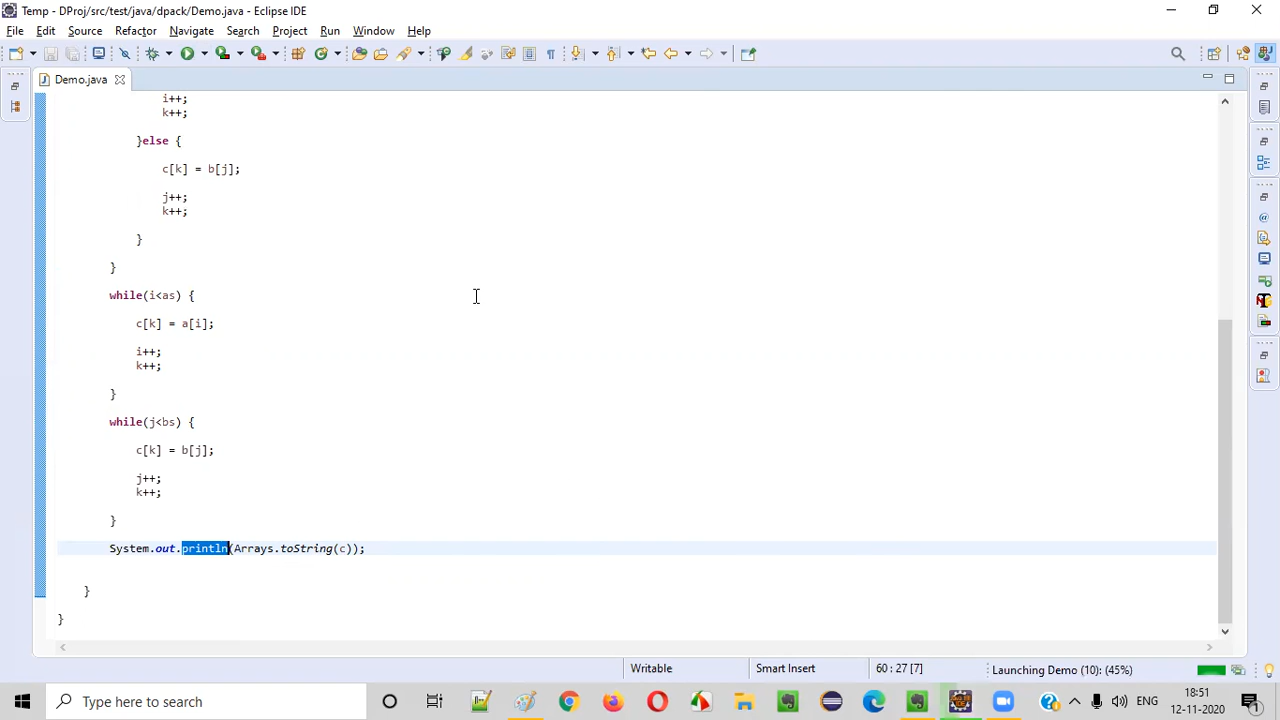 Temp - DProj/src/test/java/dpack/Demo.java - Eclipse IDE
File Edit Source Refactor Navigate Search Project Run Window Help
Demo.java
i++;
k++;
}else {
c[k] = b[j];
j++;
k++;
}
}
while(i<as) {
c[k] = a[i];
i++;
k++;
}
while(j<bs) {
c[k] = b[j];
j++;
k++;
}
System.out.println(Arrays.toString(c));
}
}
Writable Smart Insert 60 : 27 [7] Launching Demo (10): (45%)
Type here to search
ENG
18:51
12-11-2020